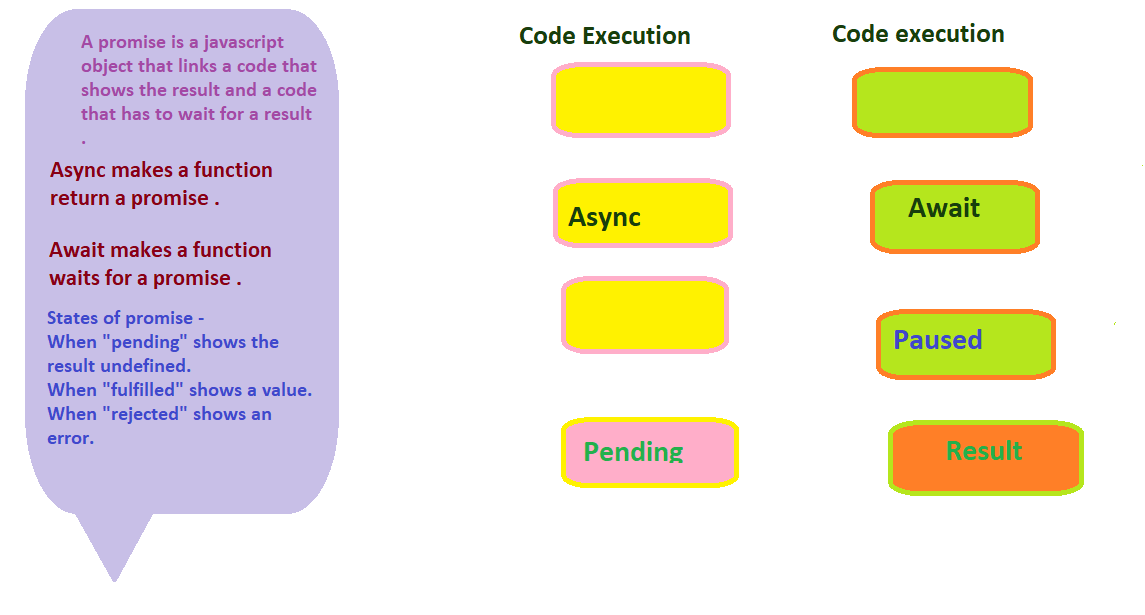 A promise is a javascript
object that links a code that
shows the result and a code
that has to wait for a result
.
Async makes a function
return a promise .
Await makes a function
waits for a promise .
States of promise -
When "pending" shows the
result undefined.
When "fulfilled" shows a value.
When "rejected" shows an
error.
Code Execution
Async
Pending
Code execution
Await
Paused
Result